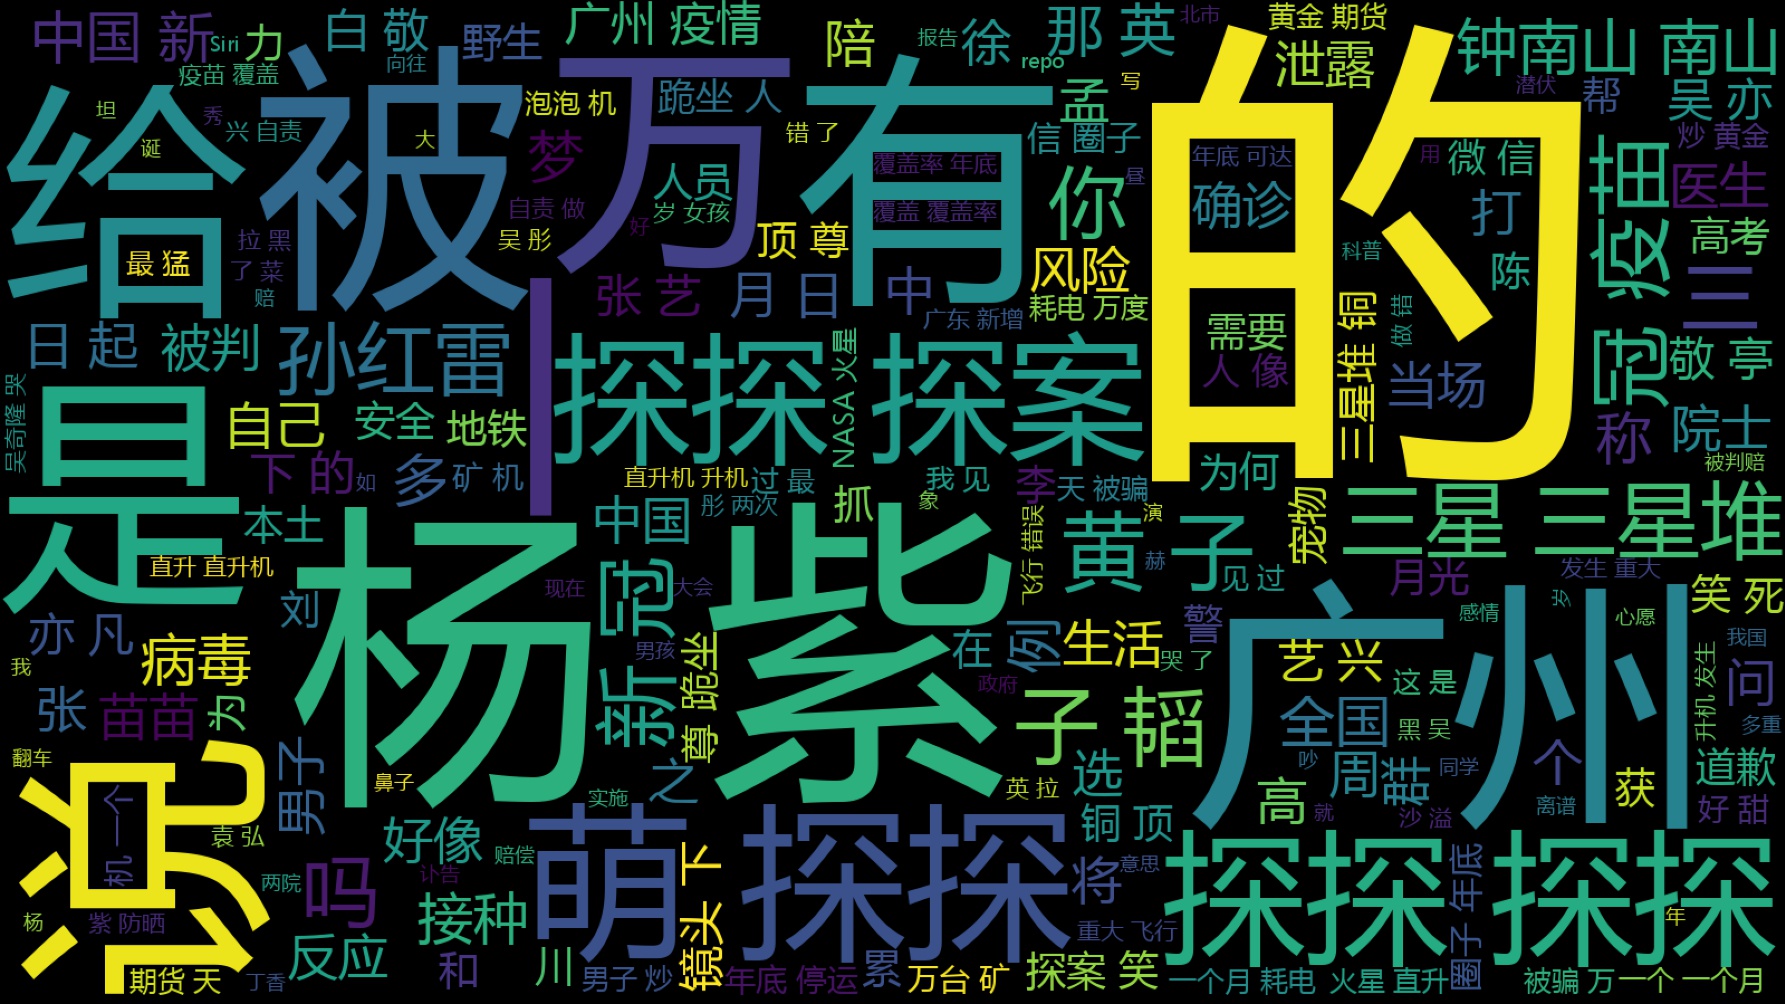 中国 新
Siri
力
白 敬
向往
野生
广州 疫情
陪
报告
徐
repo
那 英
北市
黄金 期货
泄露
钟南山 南山
疫苗 覆盖
坦
秀
兴 自责
诞
给
最 猛
拉 黑
了 菜
赔
被
大
泡泡 机
梦
自责 做
吴 彤
好
万
跪坐 人
人员
岁 女孩
错 了
顶 尊
张 艺
月 日
有
覆盖率 年底
覆盖 覆盖率
中
广东 新增
孟
写
信 圈子
你
昼
风险
耗电 万度
的
年底 可达
确诊
需要
人 像
用
科普
微 信
打
陈
潜伏
帮
吴 亦
炒 黄金
医生
高考
疫苗
三
冠
敬 亭
做 错
三星堆 铜
当场
称
院士
被判赔
日 起
被判
孙红雷
丨
探探 探案
NASA 火星
吴奇隆 哭
自己
安全
地铁
是
下 的
如
多
矿 机
直升机 升机
过 最
彤 两次
抓
我 见
象
李
天 被骗
演
为何
三星 三星堆
本土
直升 直升机
中国
飞行 错误
黄
赫
子
见 过
宠物
月光
发生 重大
笑 死
杨
紫
现在
大会
新 冠
男孩
尊 跪坐
刘
亦 凡
病毒
我
张
苗苗
为
在
例
政府
生活
警
哭 了
广州
艺 兴
感情
岁
心愿
我国
问
多重
升机 发生
这 是
黑 吴
全国
子 韬
翻车
说
机 一个
男子
鼻子
之
实施
英 拉
选
高
吵
周
群
同学
个
获
道歉
离谱
好 甜
沙 溢
就
袁 弘
好像
赔偿
萌
探探
铜 顶
将
意思
重大 飞行
探探 探探
年
圈子 年底
两院
吗
讣告
接种
镜头 下
杨
紫 防晒
期货 天
丁香
反应
和
川
男子 炒
年底 停运
累
万台 矿
探案 笑
一个月 耗电
火星 直升
被骗 万
一个 一个月